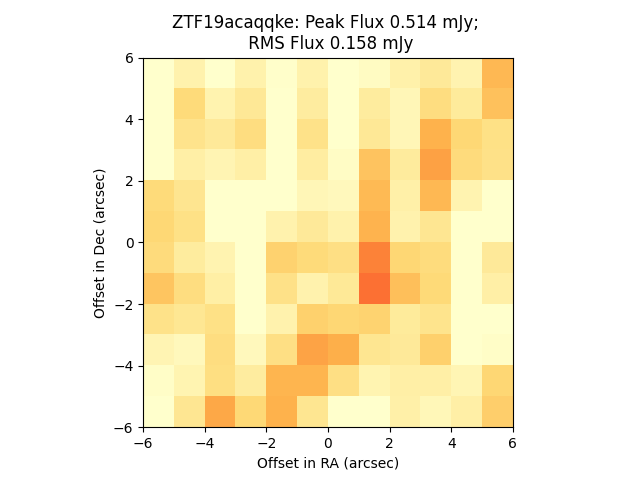 ZTF19acaqqke: Peak Flux 0.514 mJy;
RMS Flux 0.158 mJy
6
4
2
0
−2
−4
−6
Offset in Dec (arcsec)
−6 −4 −2 0 2 4 6
Offset in RA (arcsec)